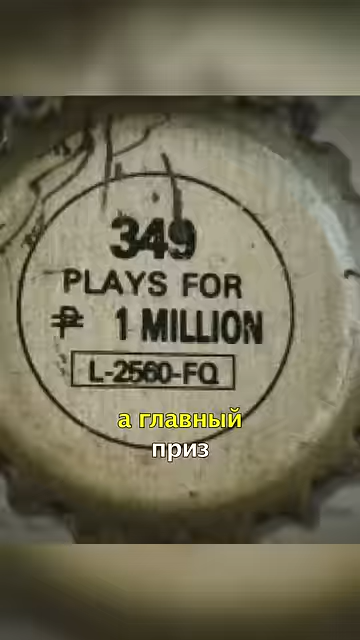 349
PLAYS FOR
₱ 1 MILLION
L-2560-FQ
а главный
приз